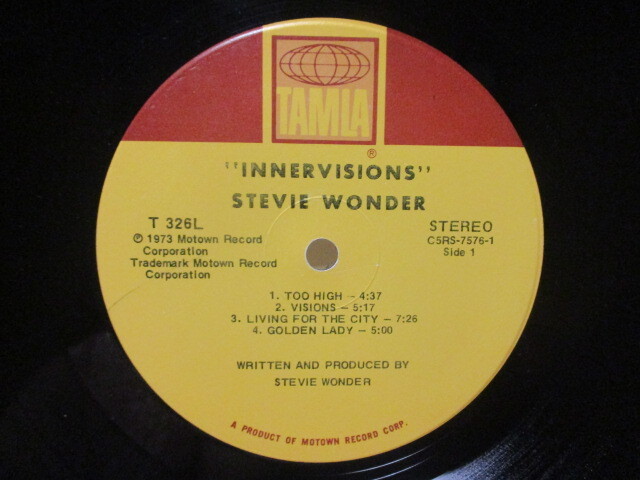 TAMLA
®
"INNERVISIONS"
STEVIE WONDER
T 326L
℗ 1973 Motown Record
Corporation
Trademark Motown Record
Corporation
STEREO
C5RS-7576-1
Side 1
1. TOO HIGH – 4:37
2. VISIONS – 5:17
3. LIVING FOR THE CITY – 7:26
4. GOLDEN LADY – 5:00
WRITTEN AND PRODUCED BY
STEVIE WONDER
A PRODUCT OF MOTOWN RECORD CORP.